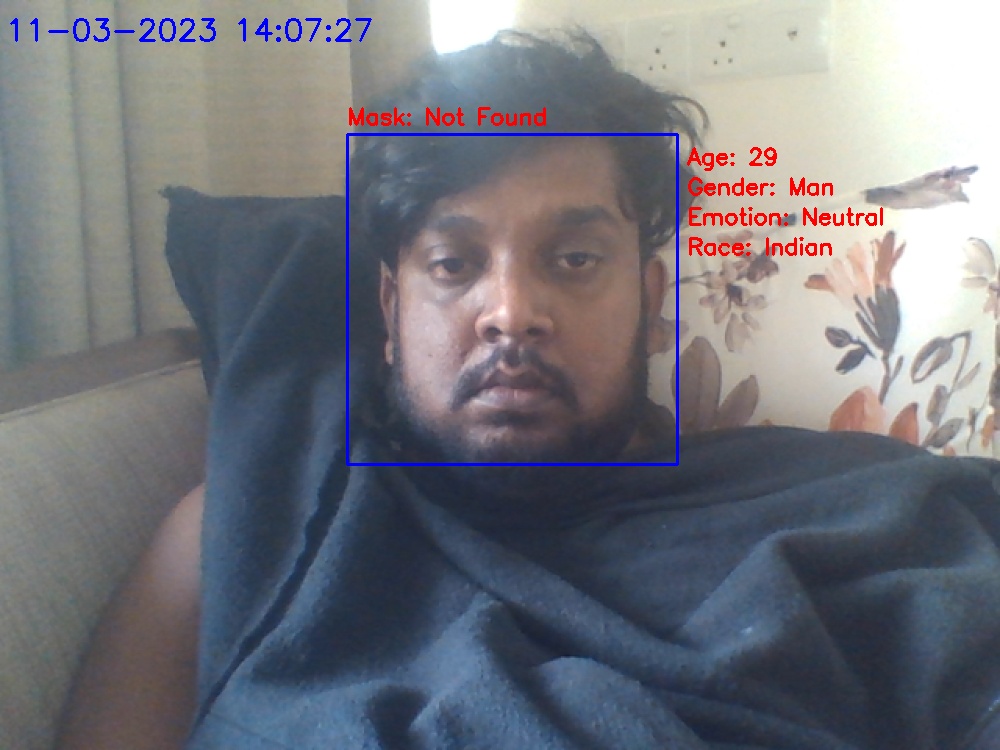 11-03-2023 14:07:27
Mask: Not Found
Age: 29
Gender: Man
Emotion: Neutral
Race: Indian